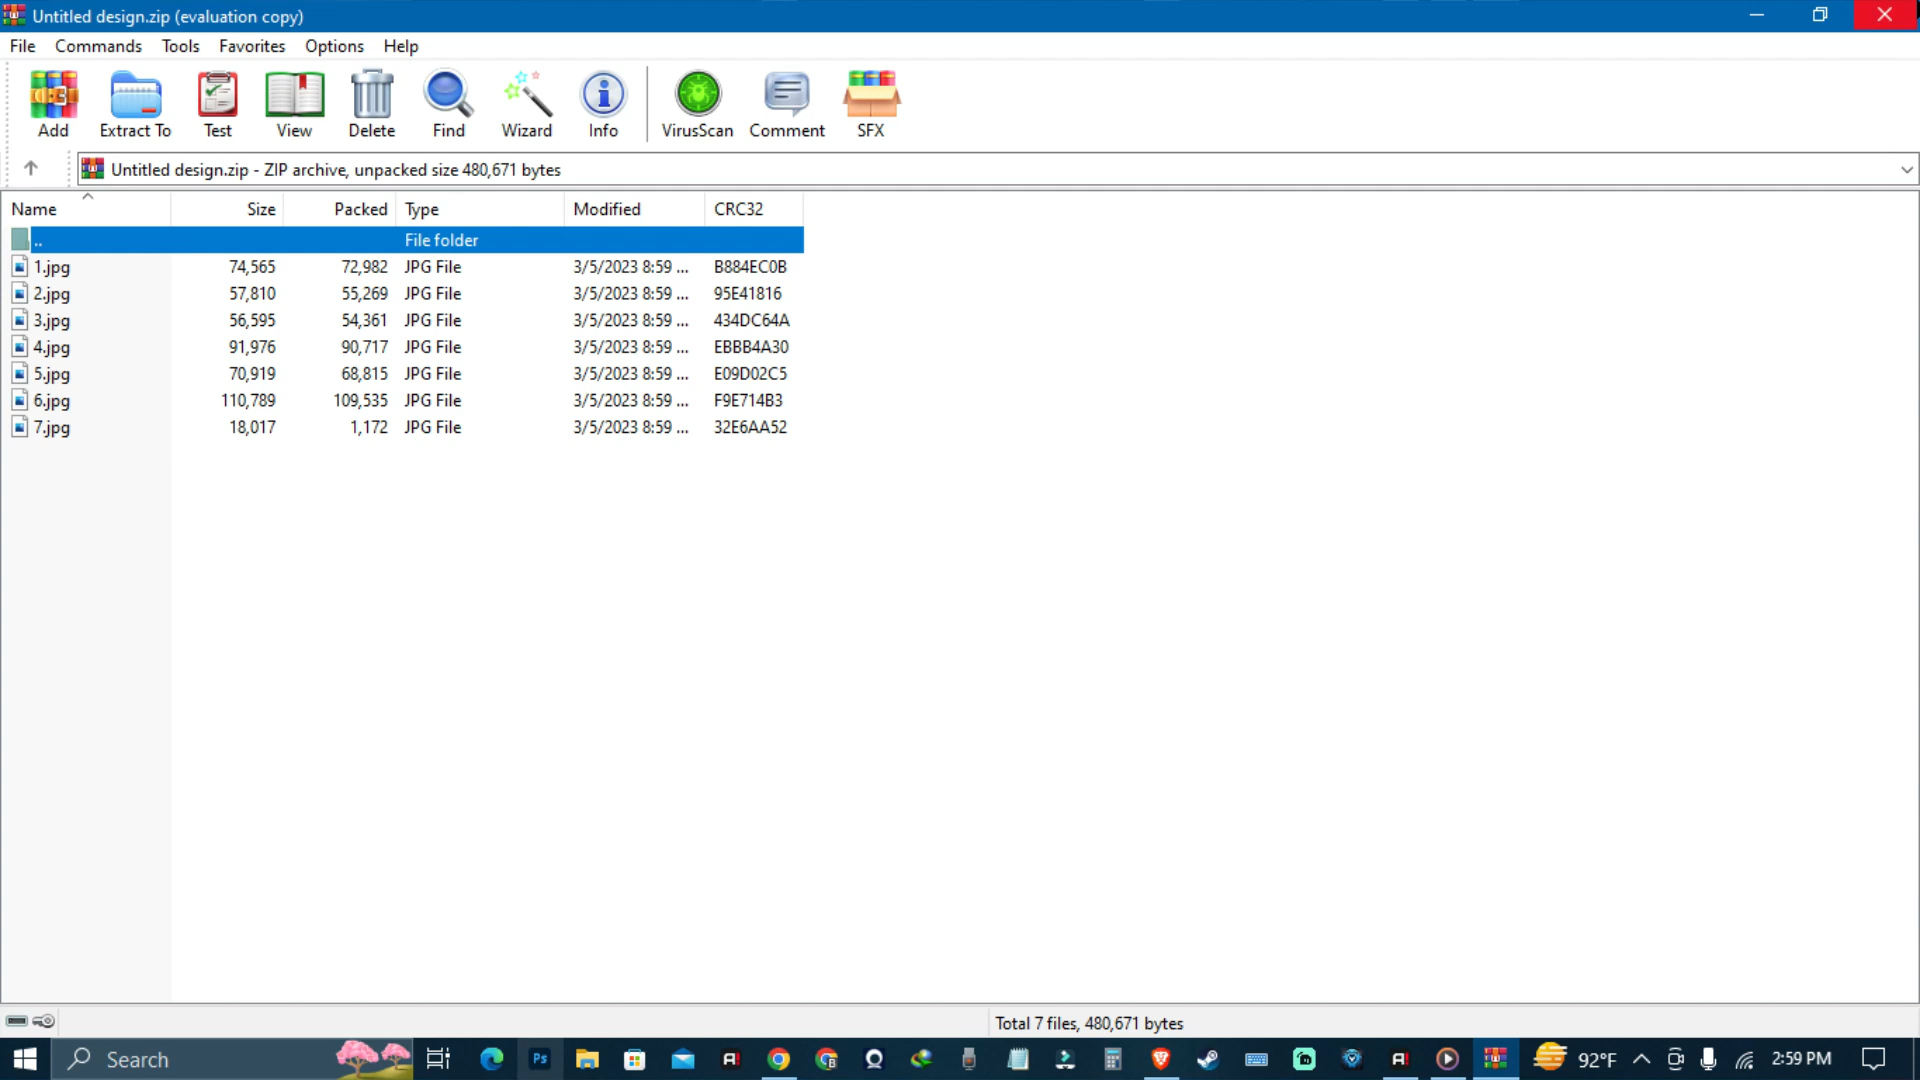 Untitled design.zip (evaluation copy)
File Commands Tools Favorites Options Help
Add Extract To Test View Delete Find Wizard Info VirusScan Comment SFX
Untitled design.zip - ZIP archive, unpacked size 480,671 bytes
Name Size Packed Type Modified CRC32
.. File folder
1.jpg 74,565 72,982 JPG File 3/5/2023 8:59 ... B884EC0B
2.jpg 57,810 55,269 JPG File 3/5/2023 8:59 ... 95E41816
3.jpg 56,595 54,361 JPG File 3/5/2023 8:59 ... 434DC64A
4.jpg 91,976 90,717 JPG File 3/5/2023 8:59 ... EBBB4A30
5.jpg 70,919 68,815 JPG File 3/5/2023 8:59 ... E09D02C5
6.jpg 110,789 109,535 JPG File 3/5/2023 8:59 ... F9E714B3
7.jpg 18,017 1,172 JPG File 3/5/2023 8:59 ... 32E6AA52
Total 7 files, 480,671 bytes
Search Ps A! A! 92°F 2:59 PM